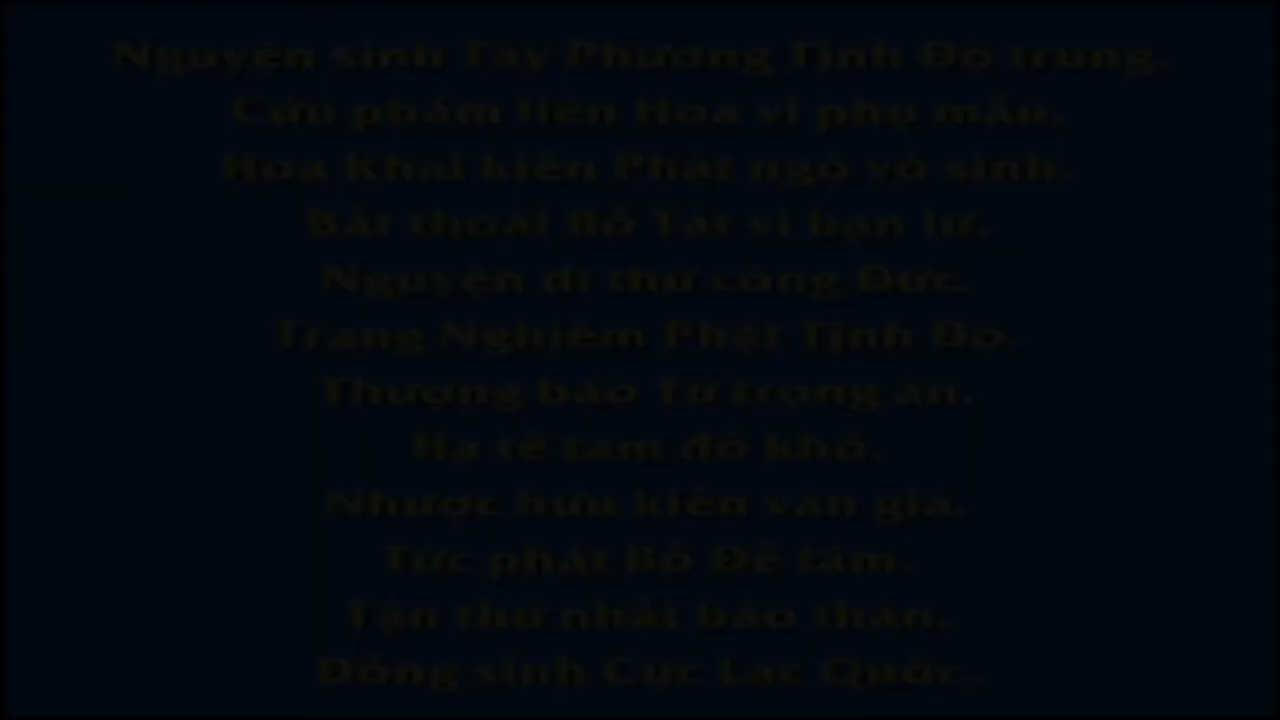 Nguyện sinh Tây Phương Tịnh Độ trung,
Cửu phẩm liên Hoa vi phụ mẫu.
Hoa Khai kiến Phật ngộ vô sinh.
Bất thoái Bồ Tát vi bạn lữ.
Nguyện dĩ thử công Đức.
Trang Nghiêm Phật Tịnh Độ.
Thượng báo Tứ trọng ân.
Hạ tế tam đồ khổ.
Nhược hữu kiến văn giả.
Tức phát Bồ Đề tâm.
Tận thử nhất báo thân.
Đồng sinh Cực Lạc Quốc.